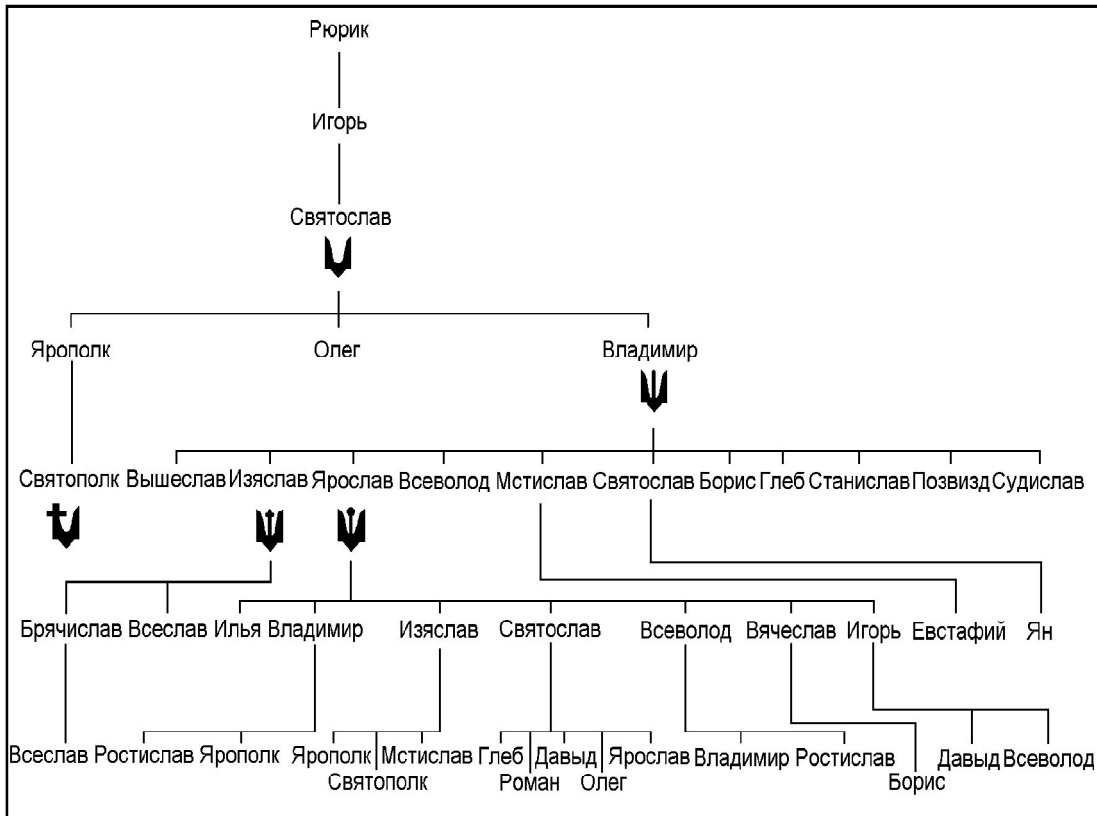 Рюрик
Игорь
Святослав
Ярополк Олег Владимир
Святополк Вышеслав Изяслав Ярослав Всеволод Мстислав Святослав Борис Глеб Станислав Позвизд Судислав
Брячислав Всеслав Илья Владимир Изяслав Святослав Всеволод Вячеслав Игорь Евстафий Ян
Всеслав Ростислав Ярополк Ярополк Мстислав Глеб Давыд Ярослав Владимир Ростислав Давыд Всеволод
Святополк Роман Олег Борис